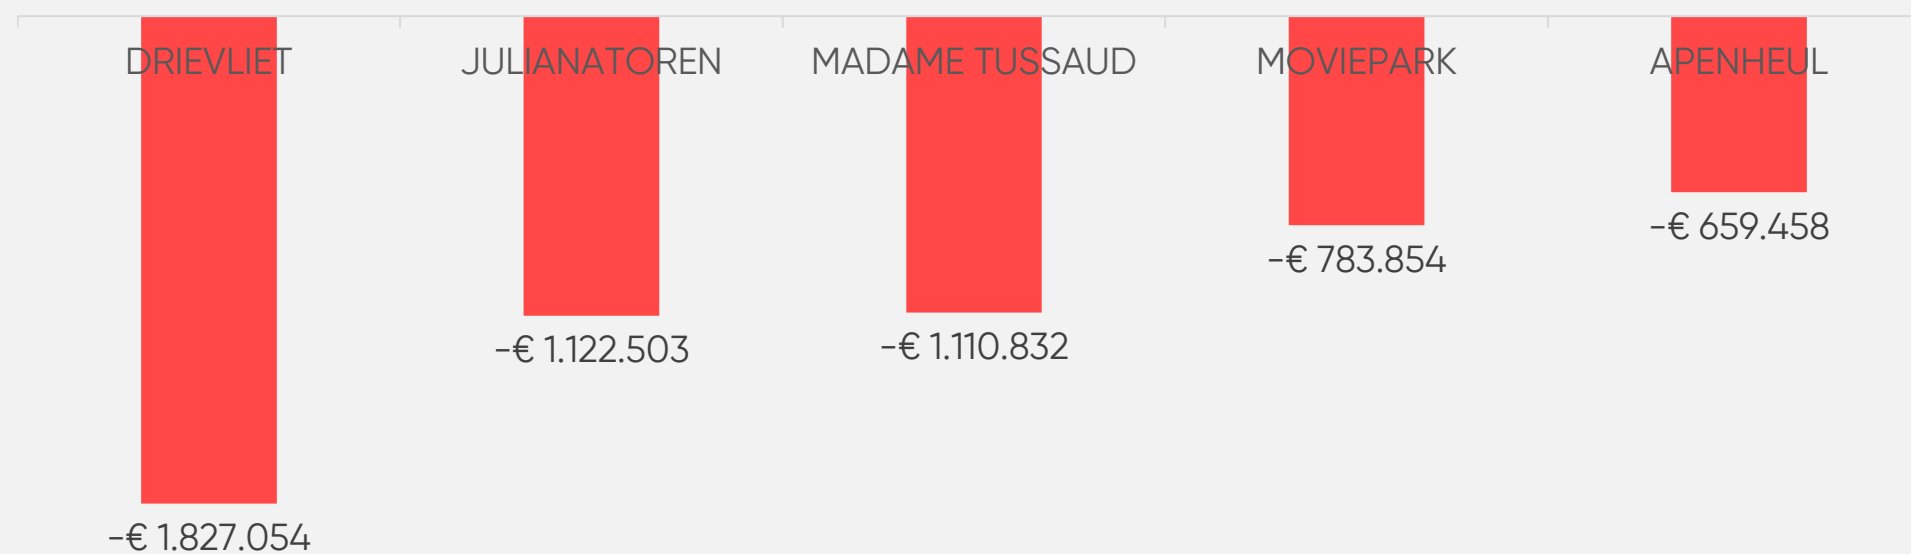 DRIEVLIET
JULIANATOREN
MADAME TUSSAUD
MOVIEPARK
APENHEUL
-€ 659.458
-€ 783.854
-€ 1.122.503
-€ 1.110.832
-€ 1.827.054